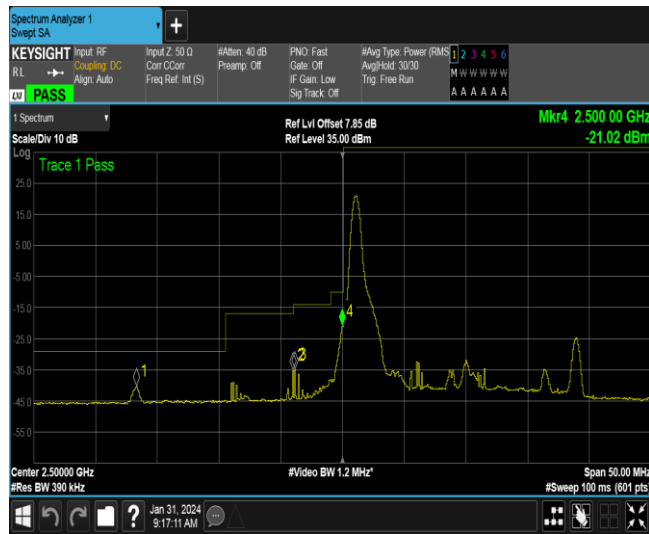 Spectrum Analyzer 1
Swept SA
+
KEYSIGHT
RL
LXI PASS
Input: RF
Coupling: DC
Align: Auto
Input Z: 50 Ω
Corr CCorr
Freq Ref: Int (S)
#Atten: 40 dB
Preamp: Off
PNO: Fast
Gate: Off
IF Gain: Low
Sig Track: Off
#Avg Type: Power (RMS
Avg|Hold: 30/30
Trig: Free Run
1 2 3 4 5 6
M W W W W W
A A A A A A
1 Spectrum
Scale/Div 10 dB
Log
Ref Lvl Offset 7.85 dB
Ref Level 35.00 dBm
Mkr4 2.500 00 GHz
-21.02 dBm
Trace 1 Pass
25.0
15.0
5.00
-5.00
-15.0
-25.0
-35.0
-45.0
-55.0
1
2
3
4
Center 2.50000 GHz
#Res BW 390 kHz
#Video BW 1.2 MHz*
Span 50.00 MHz
#Sweep 100 ms (601 pts)
?
Jan 31, 2024
9:17:11 AM